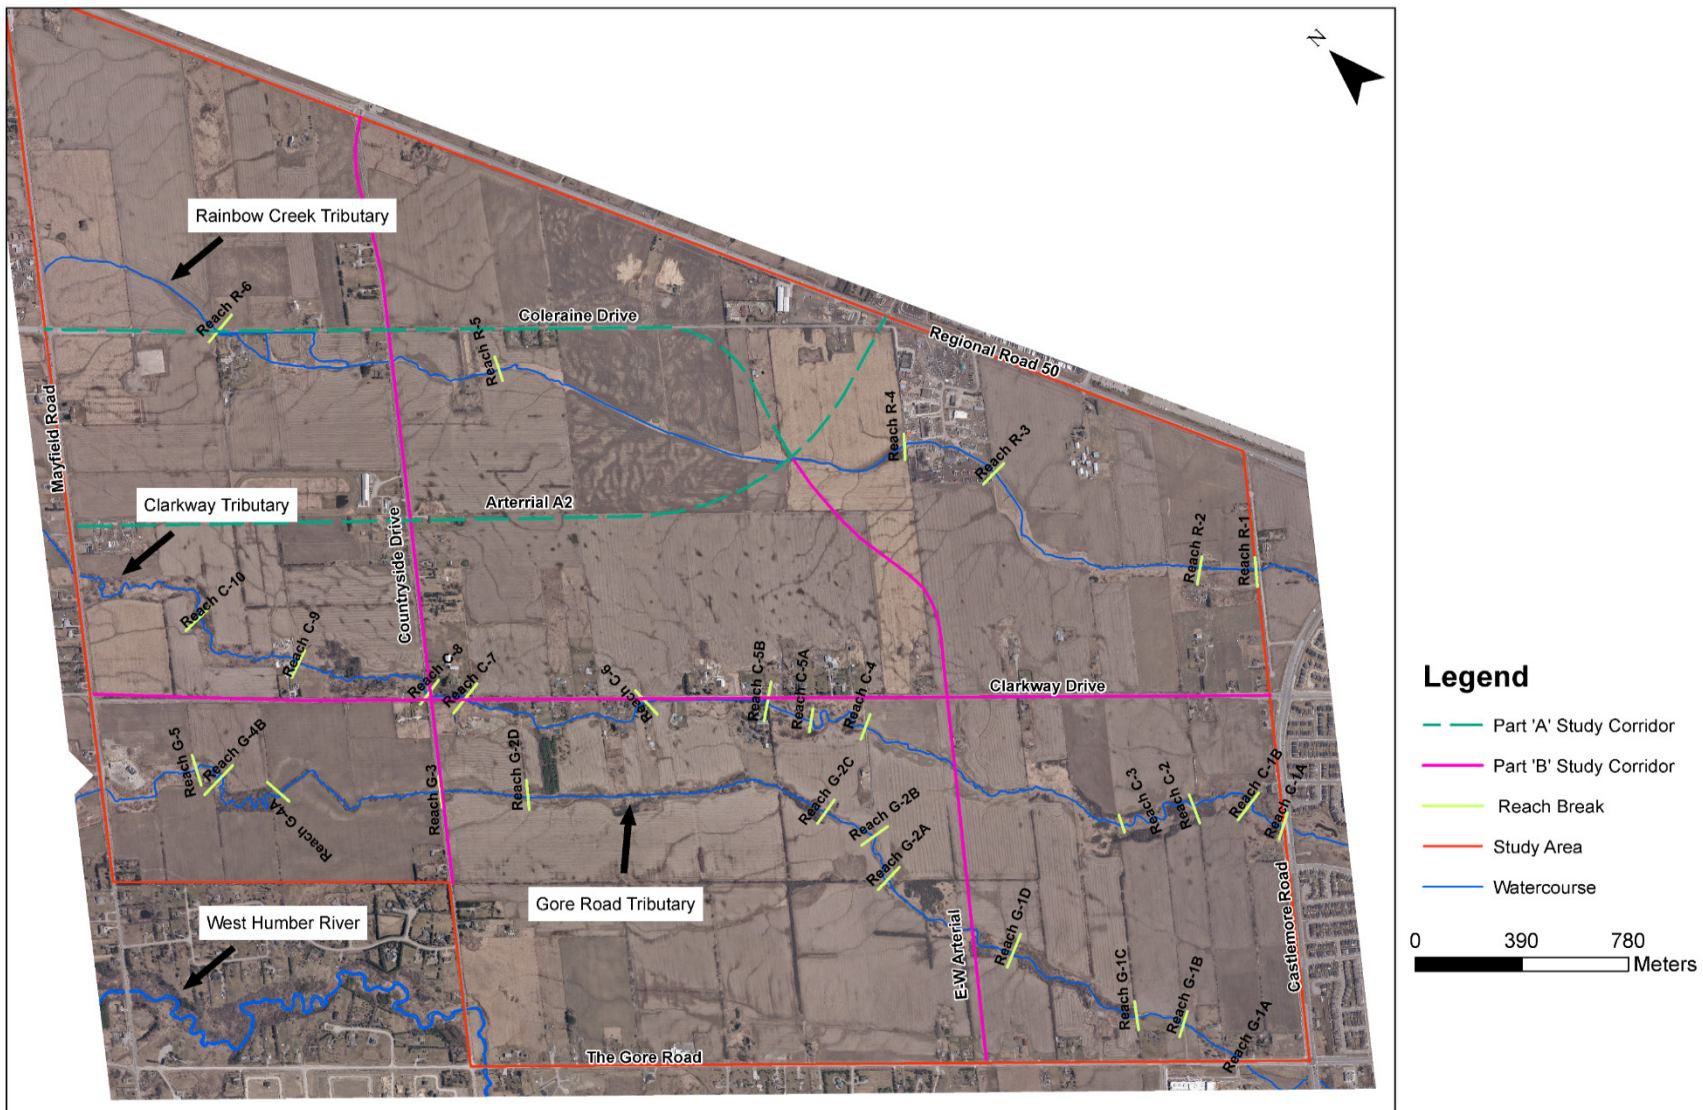 N
Rainbow Creek Tributary
Reach R-6
Coleraine Drive
Reach R-5
Regional Road 50
Mayfield Road
Reach R-4
Reach R-3
Clarkway Tributary
Arterrial A2
Countryside Drive
Reach R-2
Reach R-1
Reach C-10
Reach C-9
Reach C-8
Reach C-7
Reach C-6
Reach C-5B
Reach C-5A
Reach C-4
Clarkway Drive
Reach G-5
Reach G-4B
Reach G-4A
Reach G-3
Reach G-2D
Reach G-2C
Reach G-2B
Reach G-2A
Reach C-3
Reach C-2
Reach C-1B
Reach C-1A
Gore Road Tributary
West Humber River
E-W Arterial
Reach G-1D
Reach G-1C
Reach G-1B
Reach G-1A
Castlemore Road
The Gore Road
Legend
Part 'A' Study Corridor
Part 'B' Study Corridor
Reach Break
Study Area
Watercourse
0 390 780
Meters